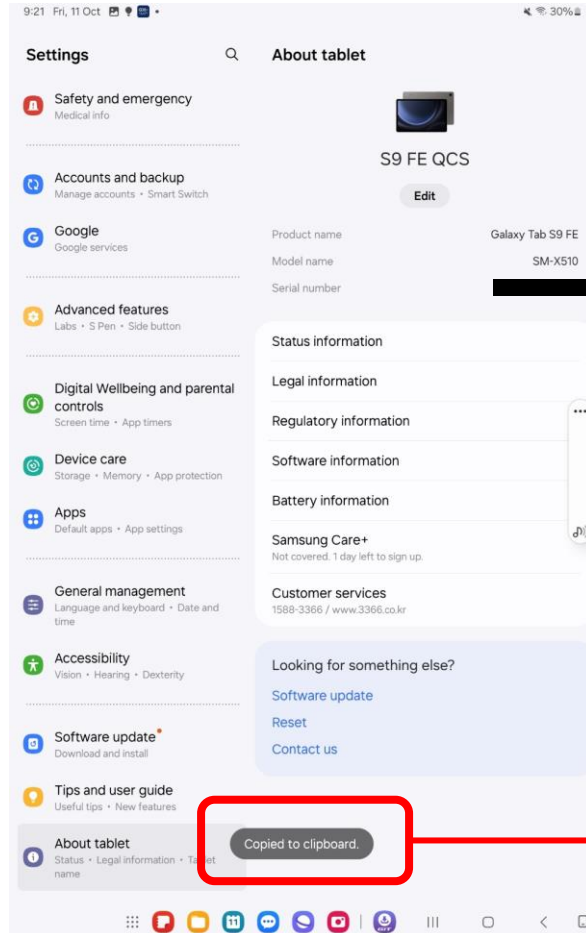 9:21 Fri, 11 Oct
30%
Settings
Safety and emergency
Medical info
Accounts and backup
Manage accounts • Smart Switch
Google
Google services
Advanced features
Labs • S Pen • Side button
Digital Wellbeing and parental
controls
Screen time • App timers
Device care
Storage • Memory • App protection
Apps
Default apps • App settings
General management
Language and keyboard • Date and
time
Accessibility
Vision • Hearing • Dexterity
Software update
Download and install
Tips and user guide
Useful tips • New features
About tablet
Status • Legal information • Tablet
name
About tablet
S9 FE QCS
Edit
Product name
Galaxy Tab S9 FE
Model name
SM-X510
Serial number
Status information
Legal information
Regulatory information
Software information
Battery information
Samsung Care+
Not covered. 1 day left to sign up.
Customer services
1588-3366 / www.3366.co.kr
Looking for something else?
Software update
Reset
Contact us
Copied to clipboard.
11